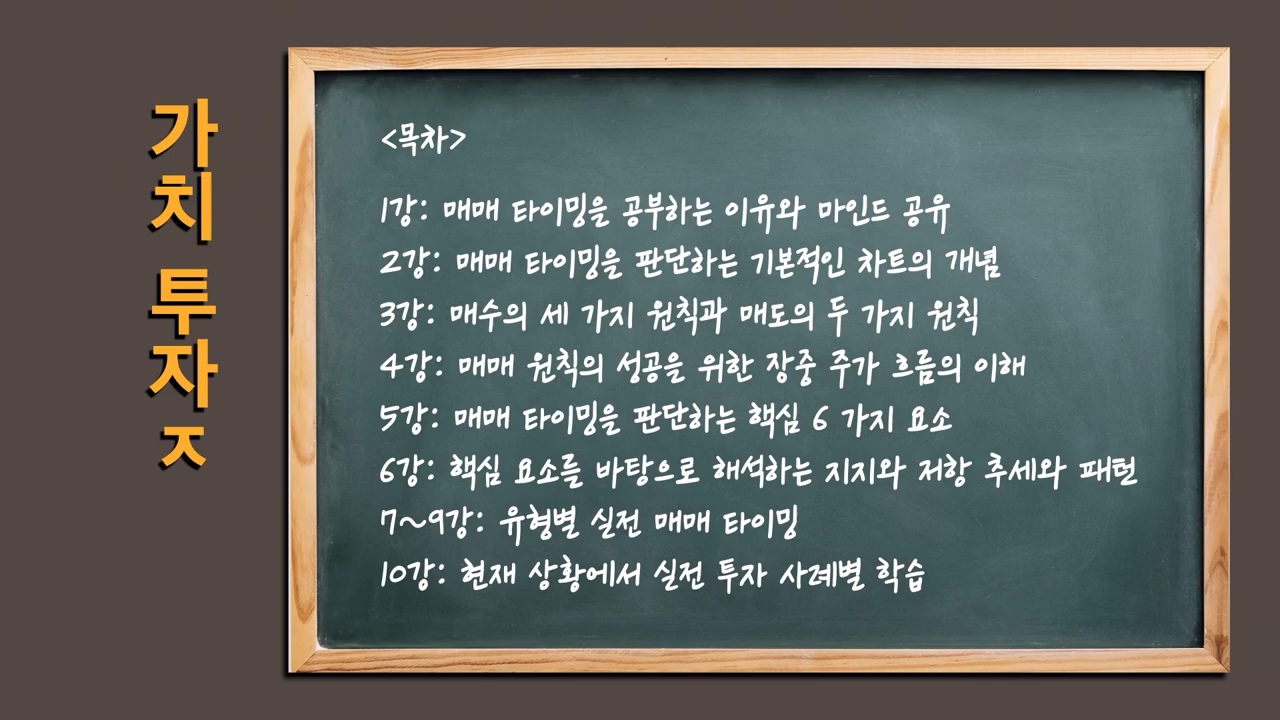 가치 투자ㅈ
<목차>
1강: 매매 타이밍을 공부하는 이유와 마인드 공유
2강: 매매 타이밍을 판단하는 기본적인 차트의 개념
3강: 매수의 세 가지 원칙과 매도의 두 가지 원칙
4강: 매매 원칙의 성공을 위한 장중 주가 흐름의 이해
5강: 매매 타이밍을 판단하는 핵심 6 가지 요소
6강: 핵심 요소를 바탕으로 해석하는 지지와 저항 추세와 패턴
7~9강: 유형별 실전 매매 타이밍
10강: 현재 상황에서 실전 투자 사례별 학습